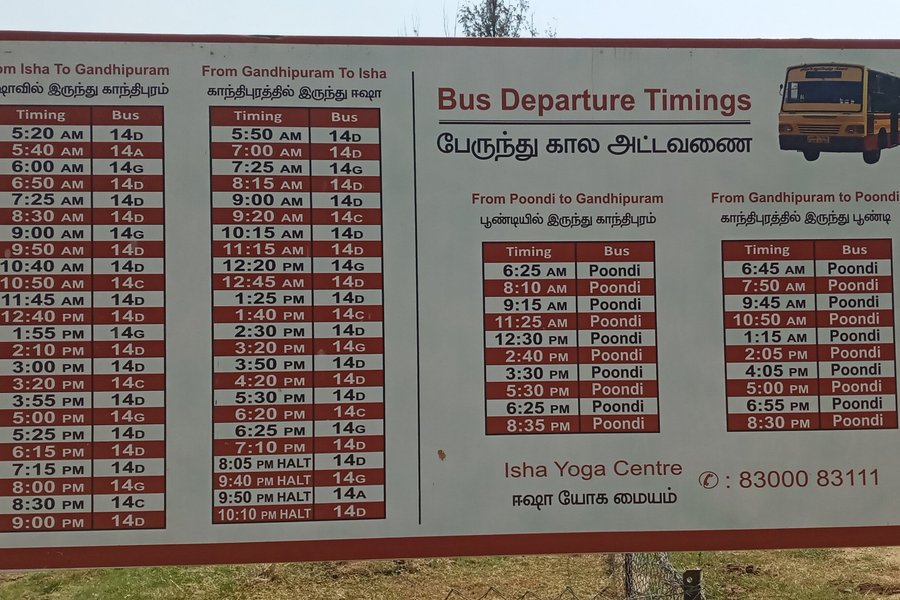 Isha To Gandhipuram
இருந்து காந்திபுரம்
Timing Bus
5:20 AM 14D
5:40 AM 14A
6:00 AM 14G
6:50 AM 14D
7:25 AM 14D
8:30 AM 14D
9:00 AM 14G
9:50 AM 14D
10:40 AM 14D
10:50 AM 14C
11:45 AM 14D
12:40 PM 14D
1:55 PM 14G
2:10 PM 14D
3:00 PM 14D
3:20 PM 14C
3:55 PM 14D
5:00 PM 14G
5:25 PM 14D
6:15 PM 14D
7:15 PM 14D
8:00 PM 14G
8:30 PM 14C
9:00 PM 14D
From Gandhipuram To Isha
காந்திபுரத்தில் இருந்து ஈஷா
Timing Bus
5:50 AM 14D
7:00 AM 14D
7:25 AM 14G
8:15 AM 14D
9:00 AM 14D
9:20 AM 14C
10:15 AM 14D
11:15 AM 14D
12:20 PM 14G
12:45 AM 14D
1:25 PM 14D
1:40 PM 14C
2:30 PM 14D
3:20 PM 14G
3:50 PM 14D
4:20 PM 14D
5:30 PM 14D
6:20 PM 14C
6:25 PM 14G
7:10 PM 14D
8:05 PM HALT 14D
9:40 PM HALT 14G
9:50 PM HALT 14A
10:10 PM HALT 14D
Bus Departure Timings
பேருந்து கால அட்டவணை
From Poondi to Gandhipuram
பூண்டியில் இருந்து காந்திபுரம்
Timing Bus
6:25 AM Poondi
8:10 AM Poondi
9:15 AM Poondi
11:25 AM Poondi
12:30 PM Poondi
2:40 PM Poondi
3:30 PM Poondi
5:30 PM Poondi
6:25 PM Poondi
8:35 PM Poondi
From Gandhipuram to Poondi
காந்திபுரத்தில் இருந்து பூண்டி
Timing Bus
6:45 AM Poondi
7:50 AM Poondi
9:45 AM Poondi
10:50 AM Poondi
1:15 AM Poondi
2:05 PM Poondi
4:05 PM Poondi
5:00 PM Poondi
6:55 PM Poondi
8:30 PM Poondi
Isha Yoga Centre
ஈஷா யோக மையம்
✆ : 83000 83111